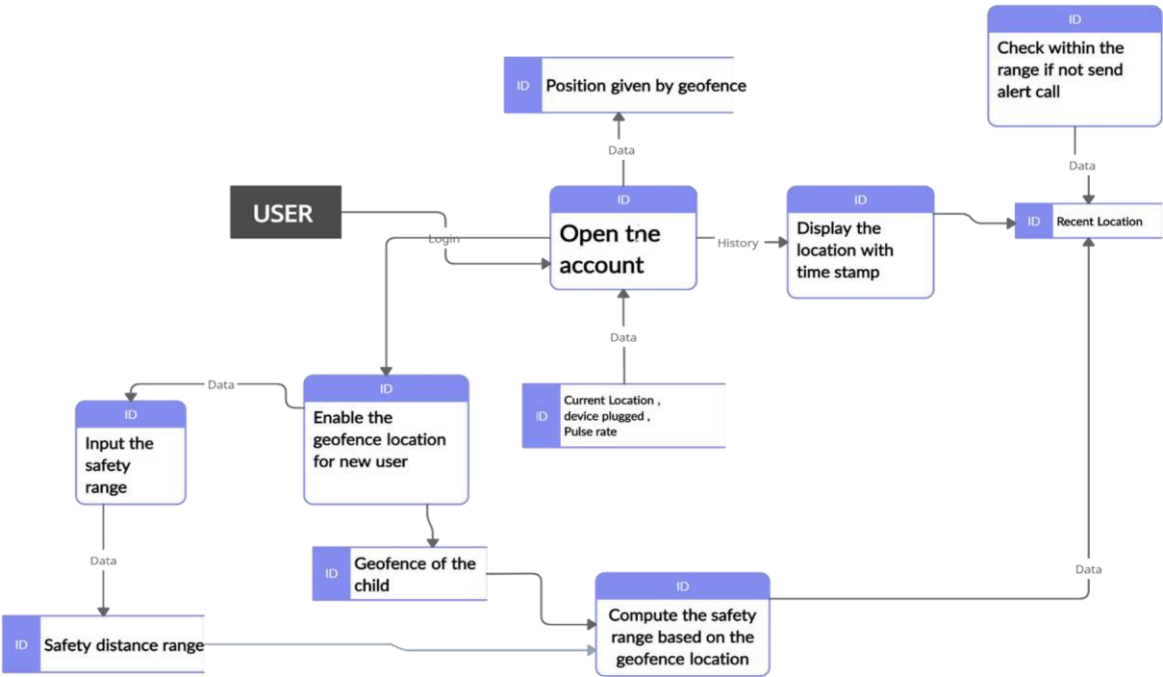 ID
Check within the
range if not send
alert call
ID
Position given by geofence
Data
Data
USER
ID
Open the
account
ID
Display the
location with
time stamp
ID
Recent Location
Login
History
Data
ID
Current Location ,
device plugged ,
Pulse rate
Data
ID
Enable the
geofence location
for new user
ID
Input the
safety
range
Data
ID
Geofence of the
child
Data
ID
Compute the safety
range based on the
geofence location
ID
Safety distance range